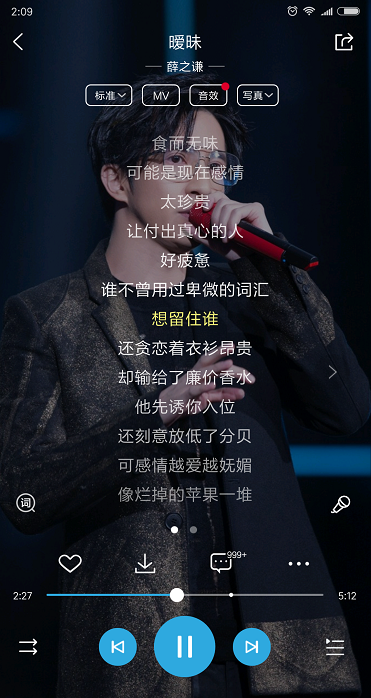 2:09
暧昧
薛之谦
标准 MV 音效 写真
食而无味
可能是现在感情
太珍贵
让付出真心的人
好疲惫
谁不曾用过卑微的词汇
想留住谁
还贪恋着衣衫昂贵
却输给了廉价香水
他先诱你入位
还刻意放低了分贝
可感情越爱越妩媚
像烂掉的苹果一堆
词
999+
2:27 5:12